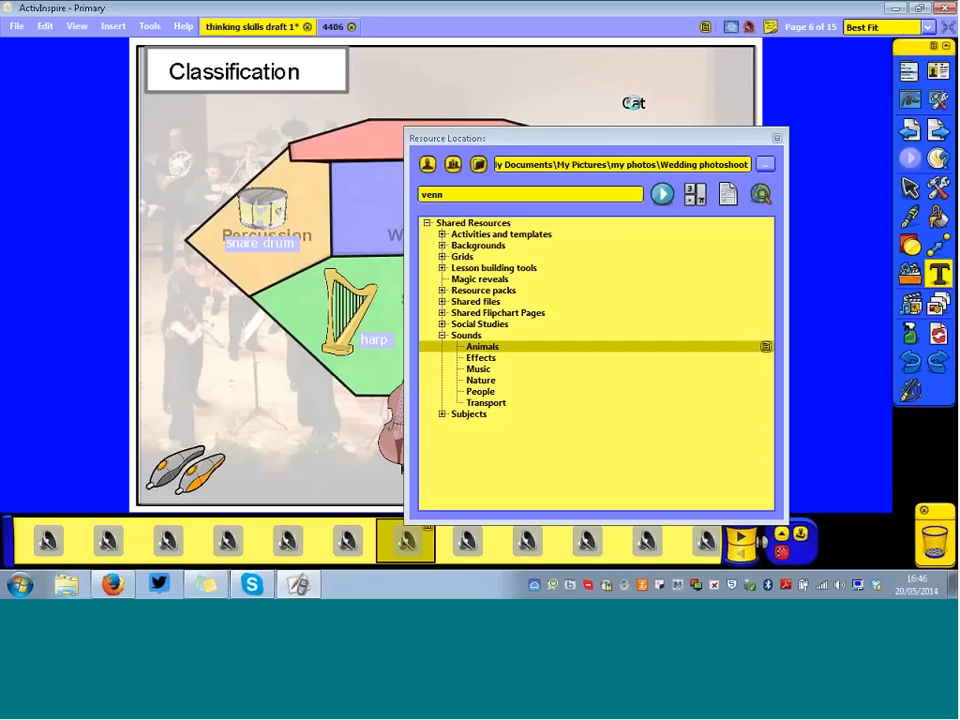 ActivInspire - Primary
File Edit View Insert Tools Help thinking skills draft 1* 4406 Page 6 of 15 Best Fit
Classification
Cat
Percussion
snare drum
W
harp
Resource Locations
ly Documents\My Pictures\my photos\Wedding photoshoot ...
venn
Shared Resources
Activities and templates
Backgrounds
Grids
Lesson building tools
Magic reveals
Resource packs
Shared files
Shared Flipchart Pages
Social Studies
Sounds
Animals
Effects
Music
Nature
People
Transport
Subjects
16:46
20/05/2014